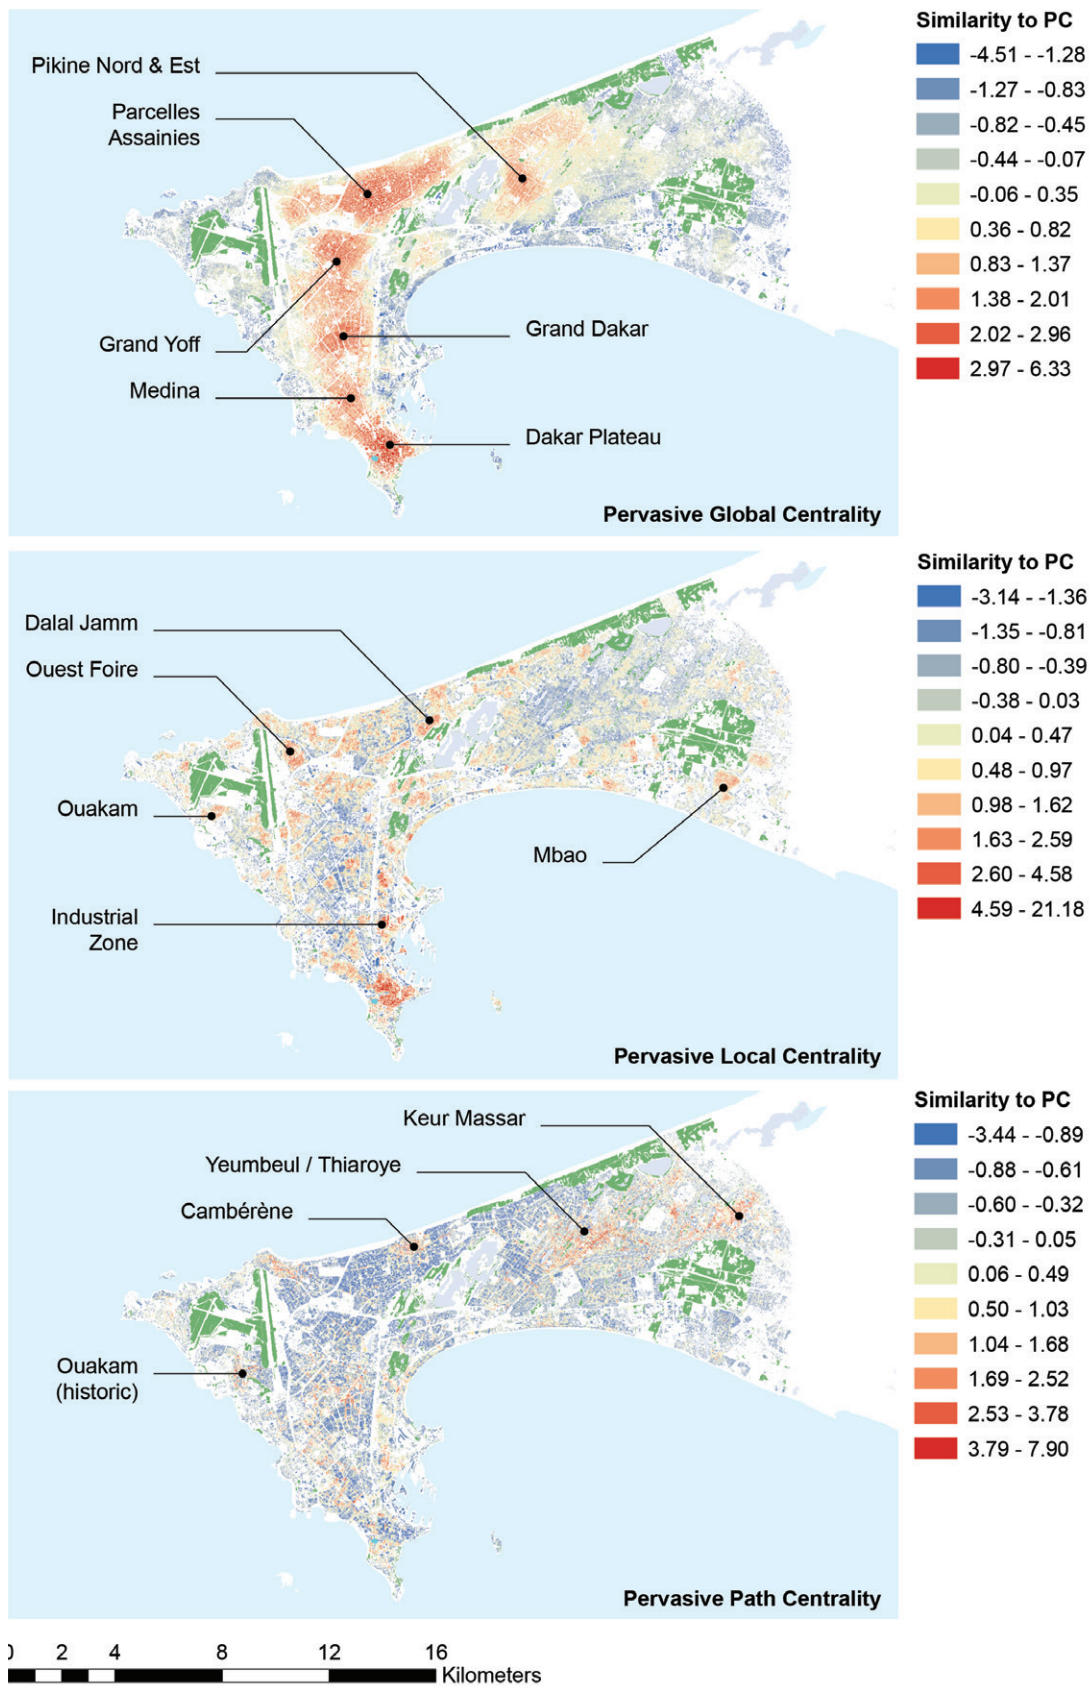 Similarity to PC
-4.51 - -1.28
-1.27 - -0.83
-0.82 - -0.45
-0.44 - -0.07
-0.06 - 0.35
0.36 - 0.82
0.83 - 1.37
1.38 - 2.01
2.02 - 2.96
2.97 - 6.33
Pikine Nord & Est
Parcelles
Assainies
Grand Yoff
Medina
Grand Dakar
Dakar Plateau
Pervasive Global Centrality
Similarity to PC
-3.14 - -1.36
-1.35 - -0.81
-0.80 - -0.39
-0.38 - 0.03
0.04 - 0.47
0.48 - 0.97
0.98 - 1.62
1.63 - 2.59
2.60 - 4.58
4.59 - 21.18
Dalal Jamm
Ouest Foire
Ouakam
Mbao
Industrial
Zone
Pervasive Local Centrality
Similarity to PC
-3.44 - -0.89
-0.88 - -0.61
-0.60 - -0.32
-0.31 - 0.05
0.06 - 0.49
0.50 - 1.03
1.04 - 1.68
1.69 - 2.52
2.53 - 3.78
3.79 - 7.90
Keur Massar
Yeumbeul / Thiaroye
Cambérène
Ouakam
(historic)
Pervasive Path Centrality
0 2 4 8 12 16
Kilometers